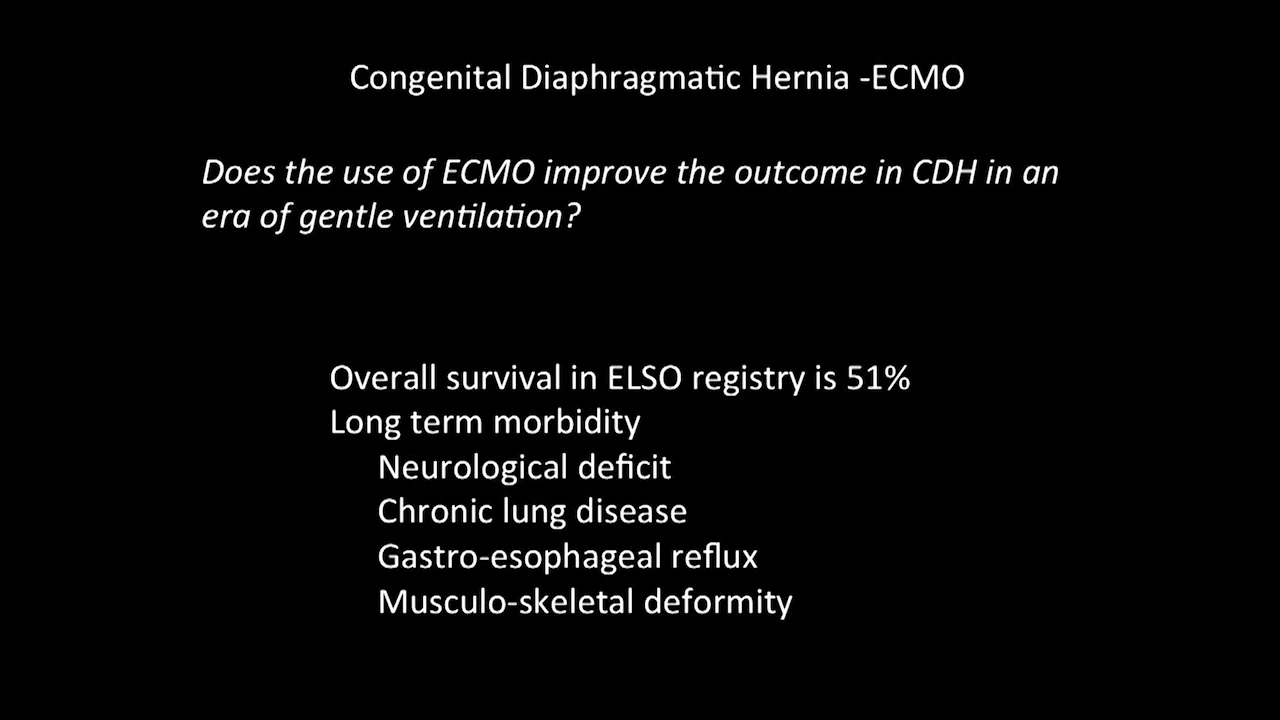 Congenital Diaphragmatic Hernia -ECMO
Does the use of ECMO improve the outcome in CDH in an
era of gentle ventilation?
Overall survival in ELSO registry is 51%
Long term morbidity
Neurological deficit
Chronic lung disease
Gastro-esophageal reflux
Musculo-skeletal deformity